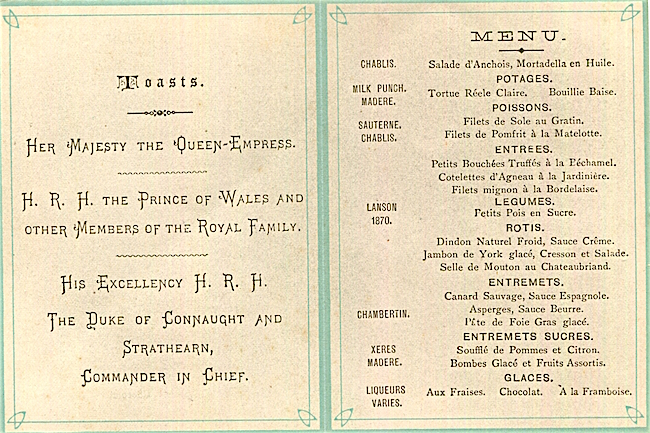 Toasts.
HER MAJESTY THE QUEEN-EMPRESS.
H. R. H. THE PRINCE OF WALES AND
OTHER MEMBERS OF THE ROYAL FAMILY.
HIS EXCELLENCY H. R. H.
THE DUKE OF CONNAUGHT AND
STRATHEARN,
COMMANDER IN CHIEF.
MENU.
CHABLIS. Salade d'Anchois, Mortadella en Huile.
POTAGES.
MILK PUNCH. MADERE. Tortue Réele Claire. Bouillie Baise.
POISSONS.
SAUTERNE. Filets de Sole au Gratin.
CHABLIS. Filets de Pomfrit à la Matelotte.
ENTREES.
Petits Bouchées Truffés à la Béchamel.
Cotelettes d'Agneau à la Jardinière.
Filets mignon à la Bordelaise.
LEGUMES.
LANSON 1870. Petits Pois en Sucre.
ROTIS.
Dindon Naturel Froid, Sauce Crême.
Jambon de York glacé, Cresson et Salade.
Selle de Mouton au Chateaubriand.
ENTREMETS.
Canard Sauvage, Sauce Espagnole.
CHAMBERTIN. Asperges, Sauce Beurre.
Pâte de Foie Gras glacé.
ENTREMETS SUCRES.
XERES Soufflé de Pommes et Citron.
MADERE. Bombes Glacé et Fruits Assortis.
GLACES.
LIQUEURS VARIES. Aux Fraises. Chocolat. A la Framboise.